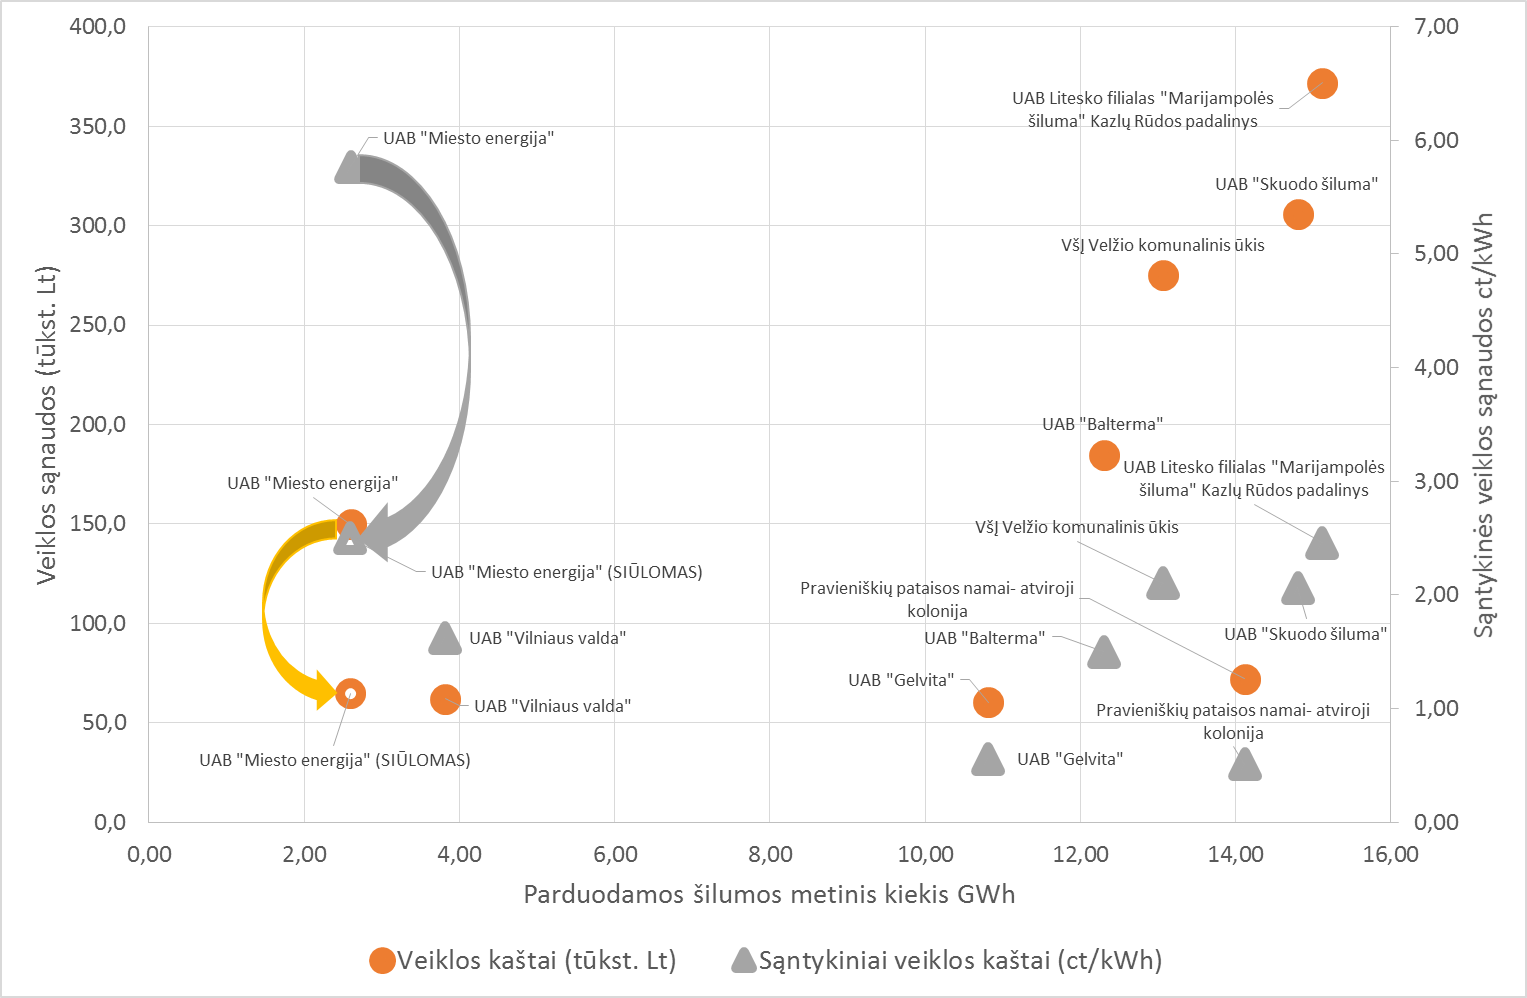 400,0
350,0
300,0
250,0
200,0
150,0
100,0
50,0
0,0
Veiklos sąnaudos (tūkst. Lt)
7,00
6,00
5,00
4,00
3,00
2,00
1,00
0,00
Sąntykinės veiklos sąnaudos ct/kWh
UAB Litesko filialas "Marijampolės
šiluma" Kazlų Rūdos padalinys
UAB "Miesto energija"
UAB "Skuodo šiluma"
VšĮ Velžio komunalinis ūkis
UAB "Balterma"
UAB Litesko filialas "Marijampolės
šiluma" Kazlų Rūdos padalinys
UAB "Miesto energija"
VšĮ Velžio komunalinis ūkis
UAB "Miesto energija" (SIŪLOMAS)
Pravieniškių pataisos namai- atviroji
kolonija
UAB "Skuodo šiluma"
UAB "Vilniaus valda"
UAB "Balterma"
UAB "Gelvita"
UAB "Vilniaus valda"
Pravieniškių pataisos namai- atviroji
kolonija
UAB "Miesto energija" (SIŪLOMAS)
UAB "Gelvita"
0,00 2,00 4,00 6,00 8,00 10,00 12,00 14,00 16,00
Parduodamos šilumos metinis kiekis GWh
Veiklos kaštai (tūkst. Lt) Sąntykiniai veiklos kaštai (ct/kWh)